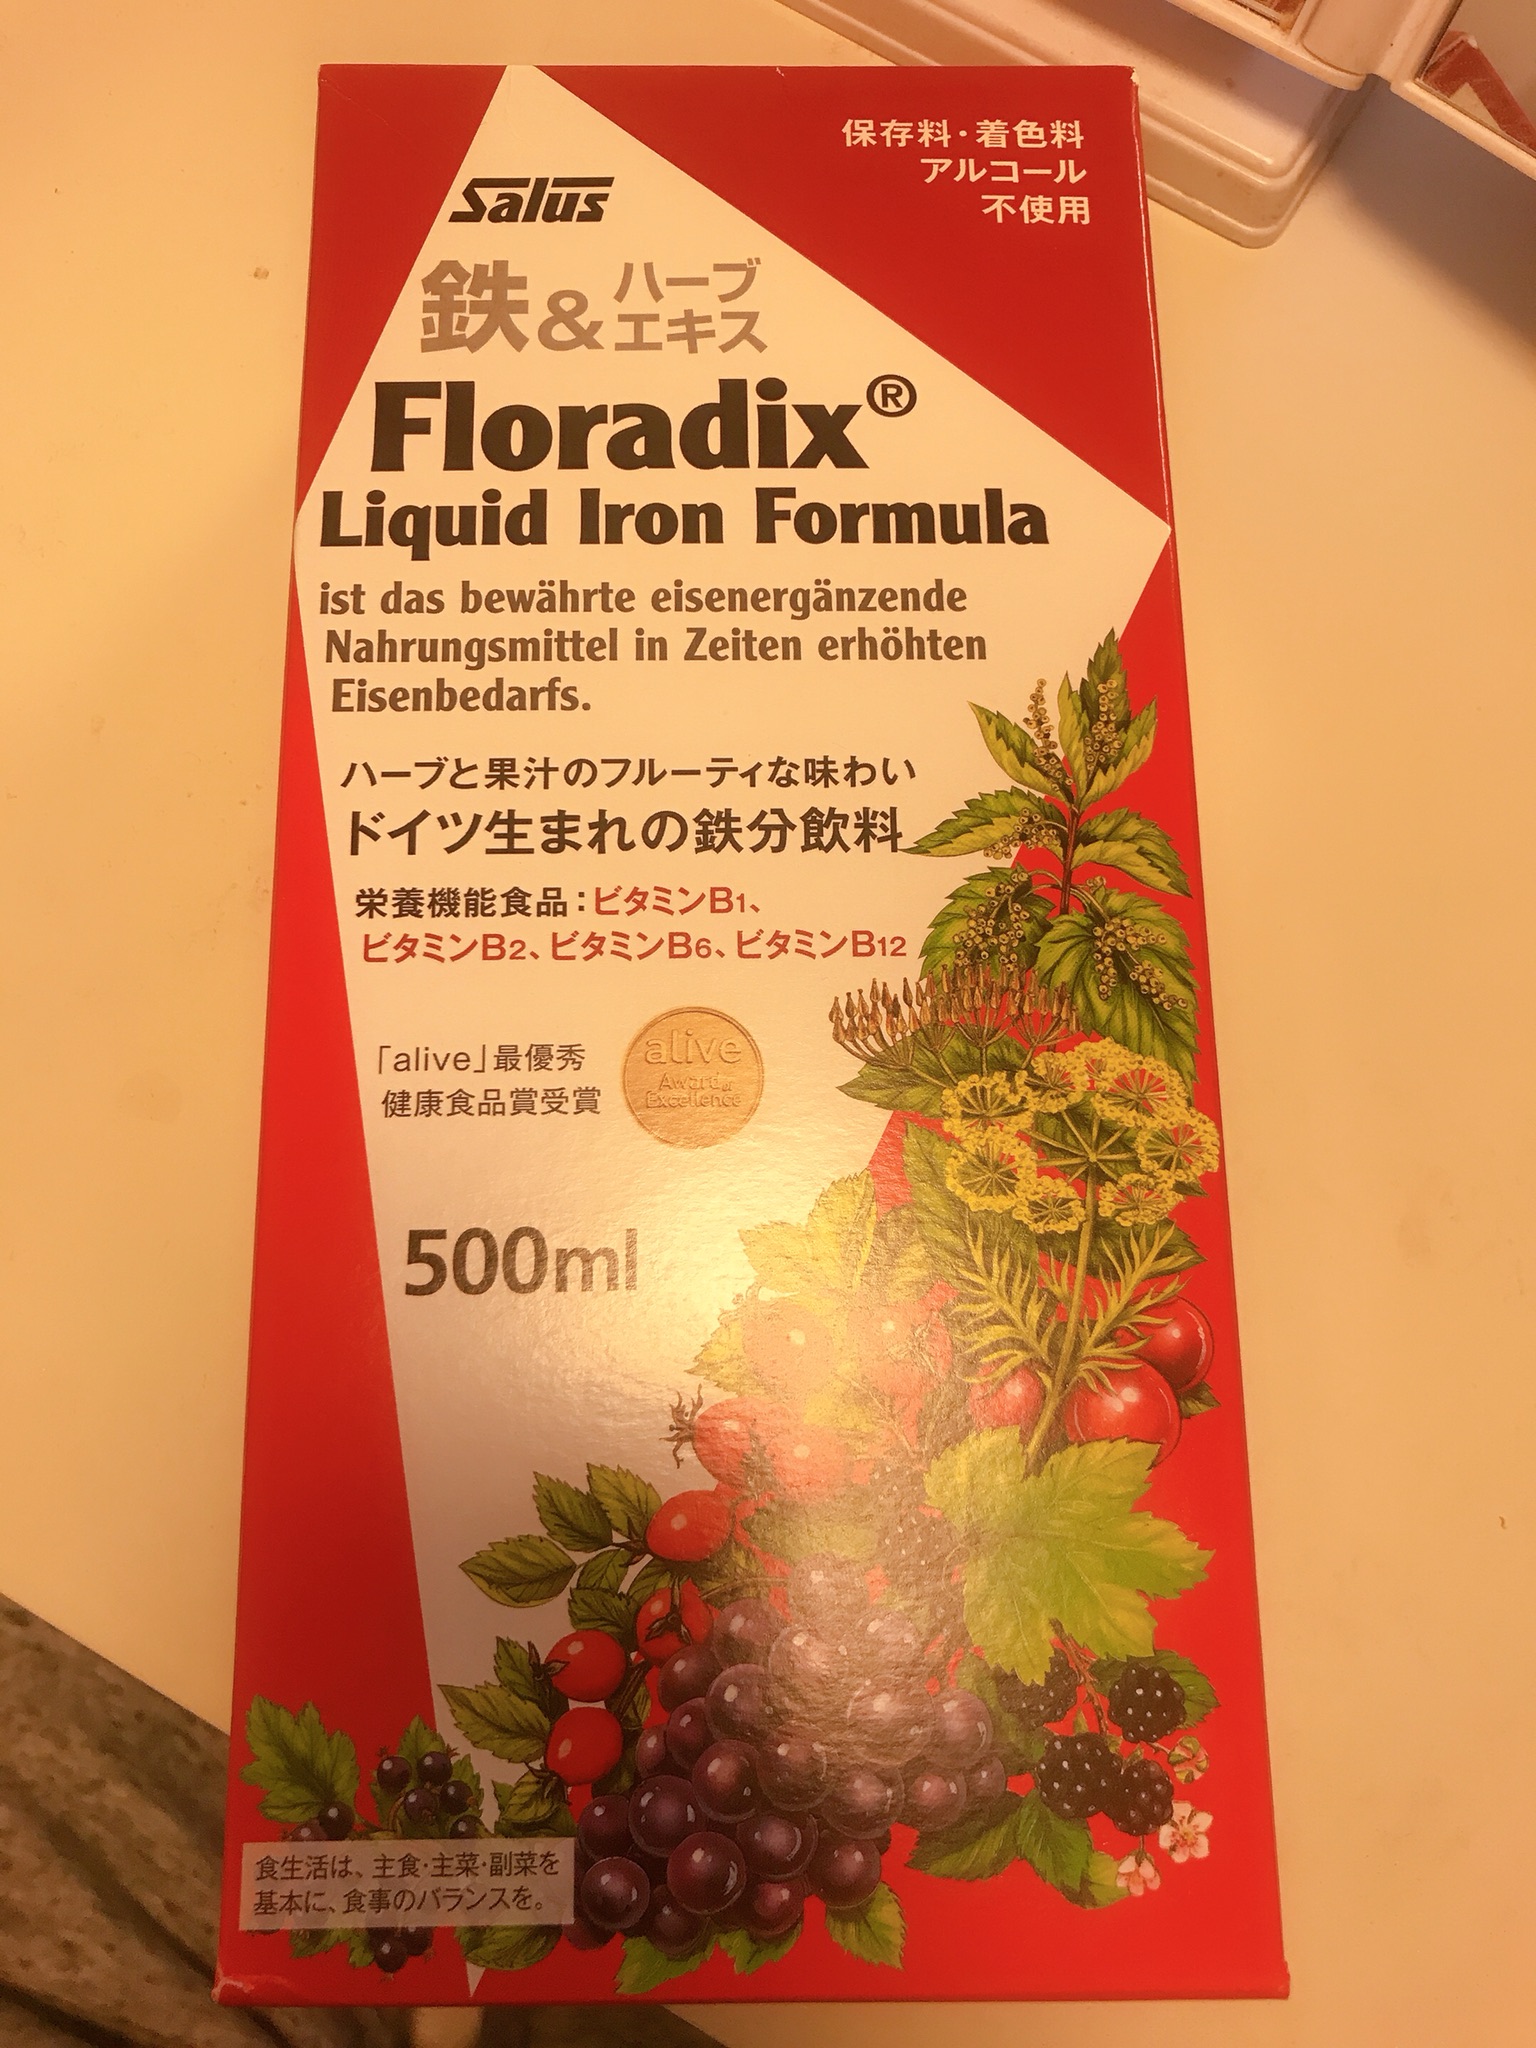 保存料・着色料
アルコール
不使用
Salus
鉄&ハーブ
エキス
Floradix®
Liquid Iron Formula
ist das bewährte eisenergänzende
Nahrungsmittel in Zeiten erhöhten
Eisenbedarfs.
ハーブと果汁のフルーティな味わい
ドイツ生まれの鉄分飲料
栄養機能食品：ビタミンB1、
ビタミンB2、ビタミンB6、ビタミンB12
「alive」最優秀
健康食品賞受賞
alive
Award of
Excellence
500ml
食生活は、主食・主菜・副菜を
基本に、食事のバランスを。